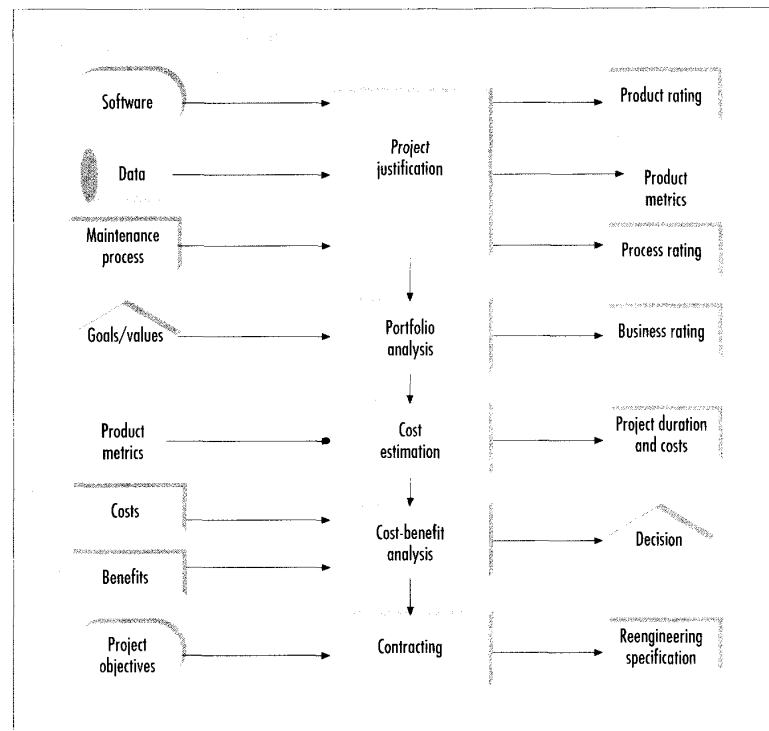 Software
Product rating
Project
justification
Data
Product
metrics
Maintenance
process
Process rating
Goals/values
Portfolio
analysis
Business rating
Product
metrics
Cost
estimation
Project duration
and costs
Costs
Cost-benefit
analysis
Decision
Benefits
Project
objectives
Contracting
Reengineering
specification